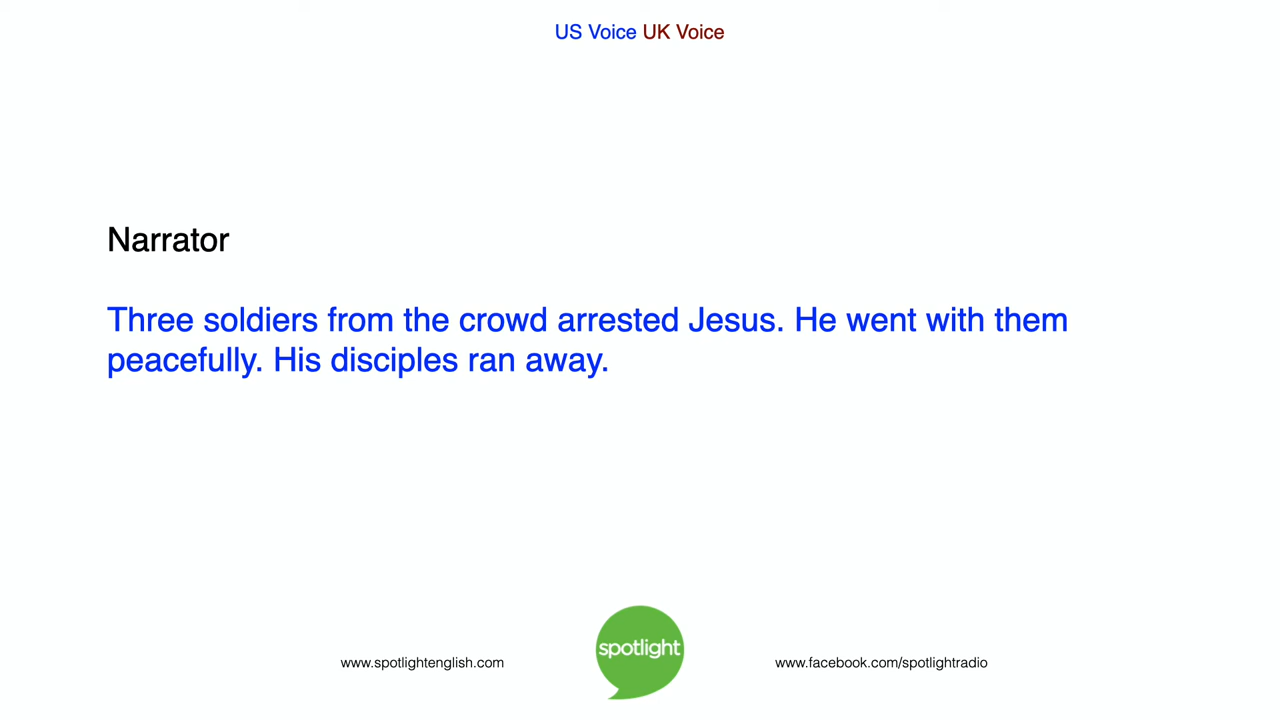 US Voice UK Voice
Narrator
Three soldiers from the crowd arrested Jesus. He went with them
peacefully. His disciples ran away.
www.spotlightenglish.com
spotlight
www.facebook.com/spotlightradio